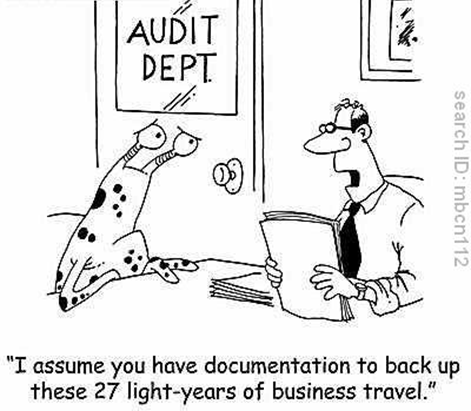 AUDIT
DEPT.
search ID: mbcn112
"I assume you have documentation to back up
these 27 light-years of business travel."